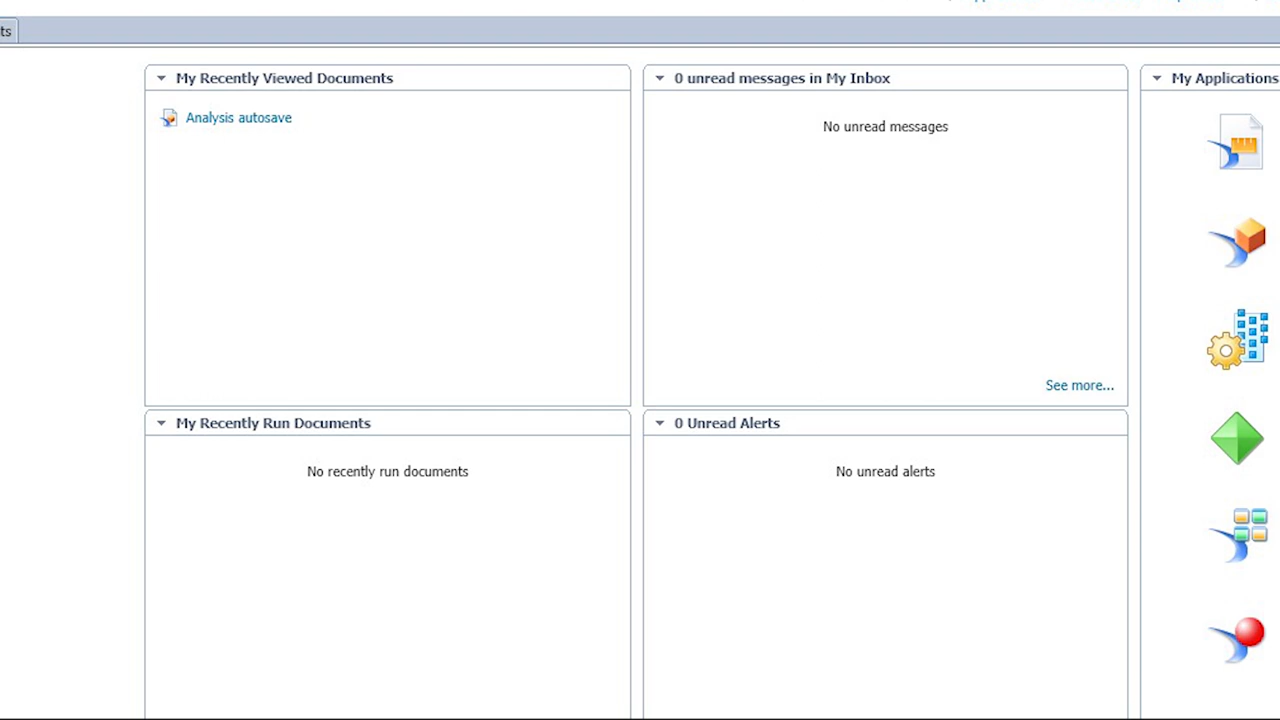 ts
My Recently Viewed Documents
Analysis autosave
0 unread messages in My Inbox
No unread messages
See more...
My Applications
My Recently Run Documents
No recently run documents
0 Unread Alerts
No unread alerts